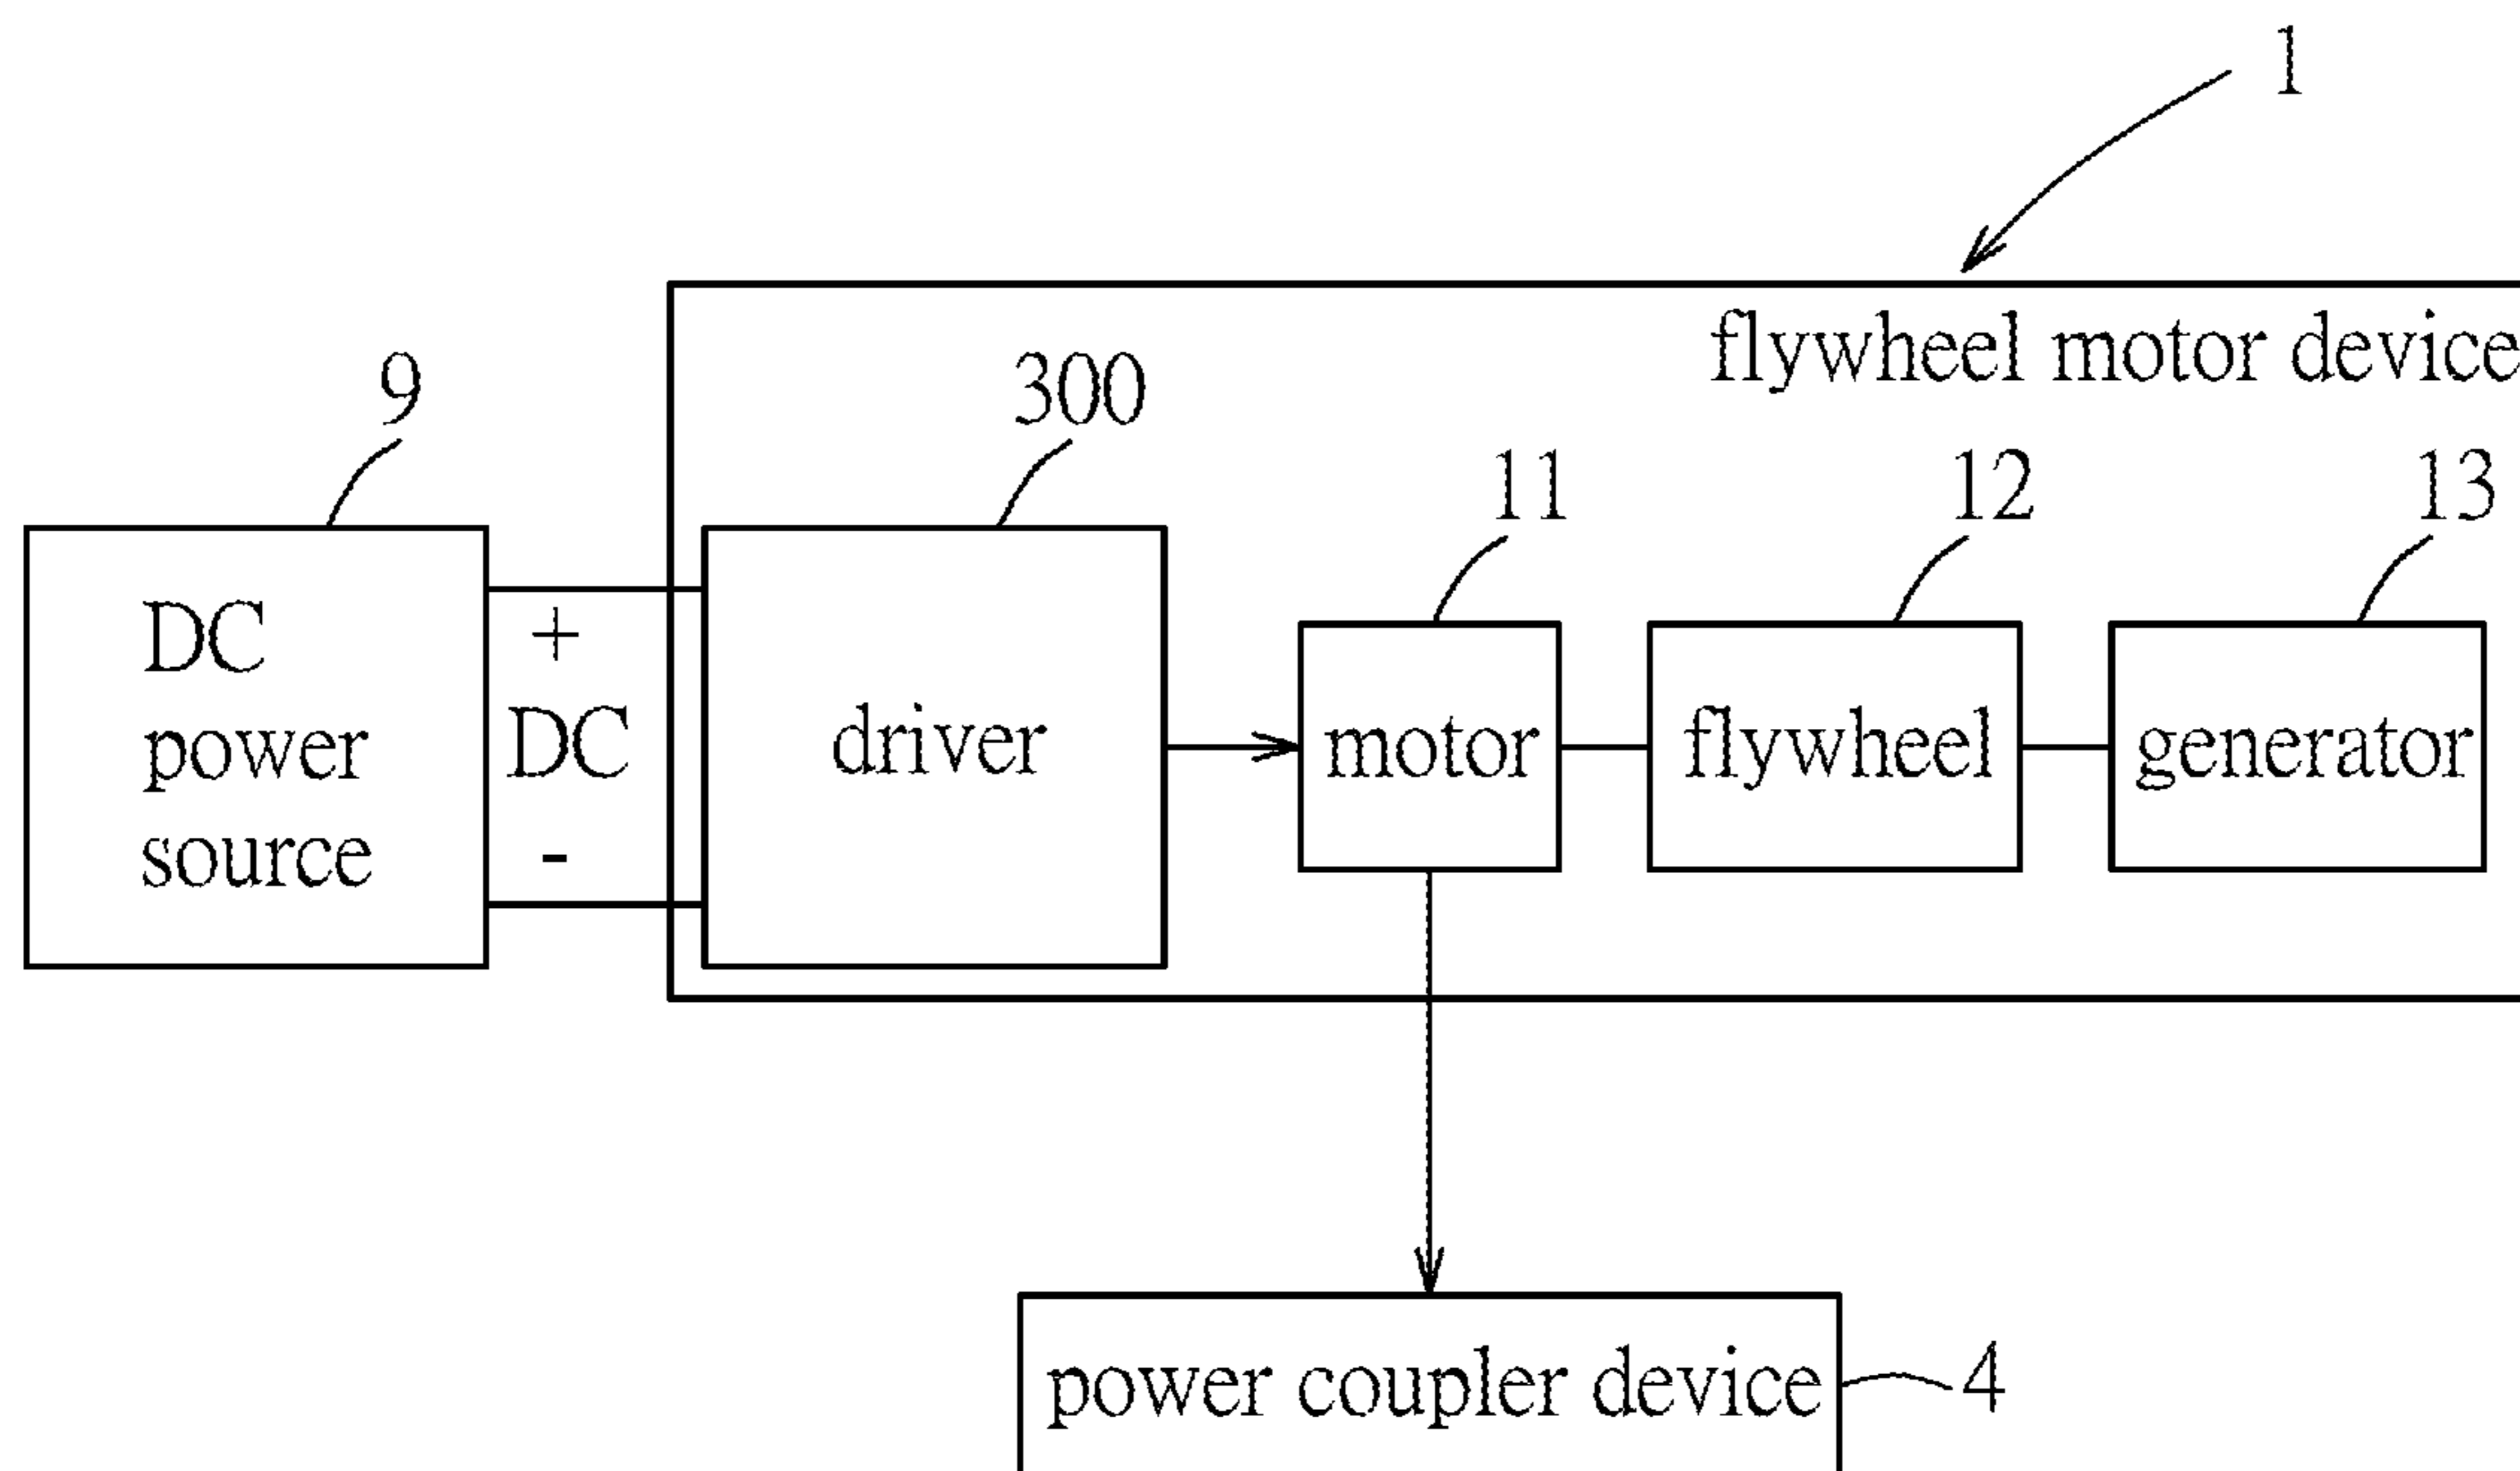 1
flywheel motor device
9
300
11
12
13
DC
power
source
+
DC
-
driver
motor
flywheel
generator
power coupler device
4